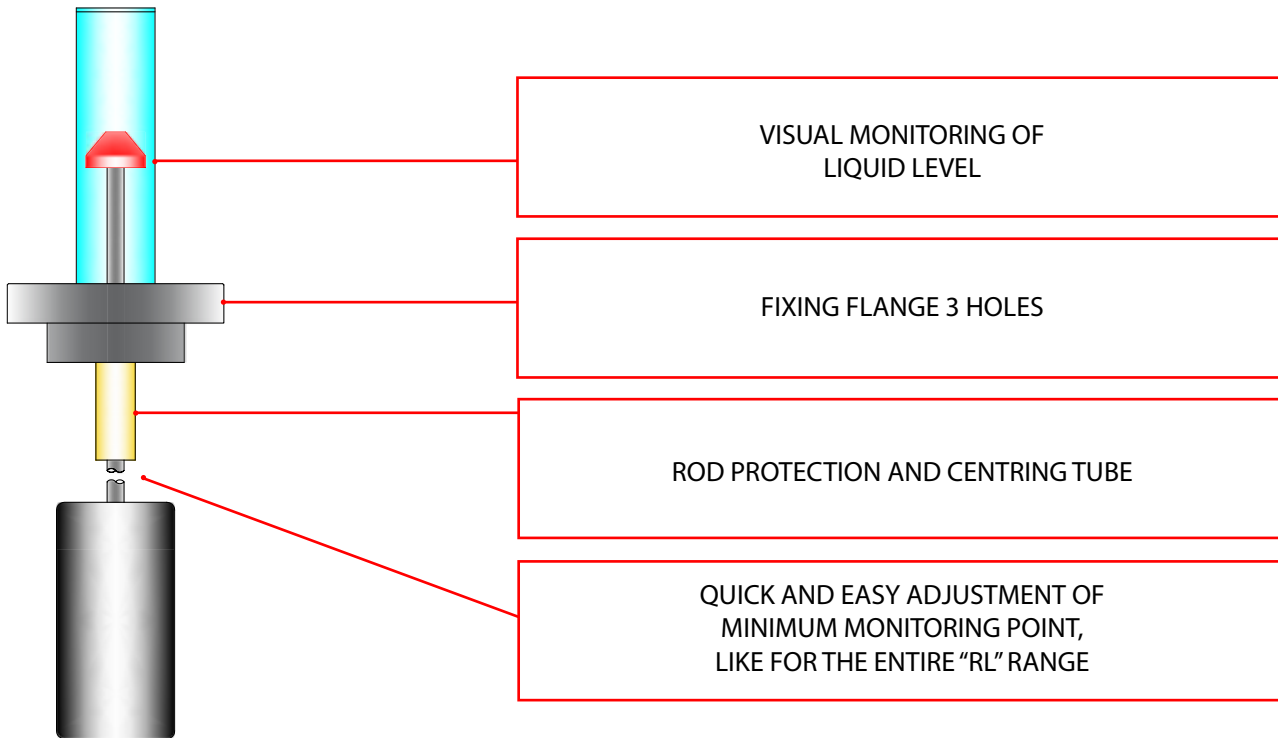 VISUAL MONITORING OF
LIQUID LEVEL
FIXING FLANGE 3 HOLES
ROD PROTECTION AND CENTRING TUBE
QUICK AND EASY ADJUSTMENT OF
MINIMUM MONITORING POINT,
LIKE FOR THE ENTIRE “RL” RANGE